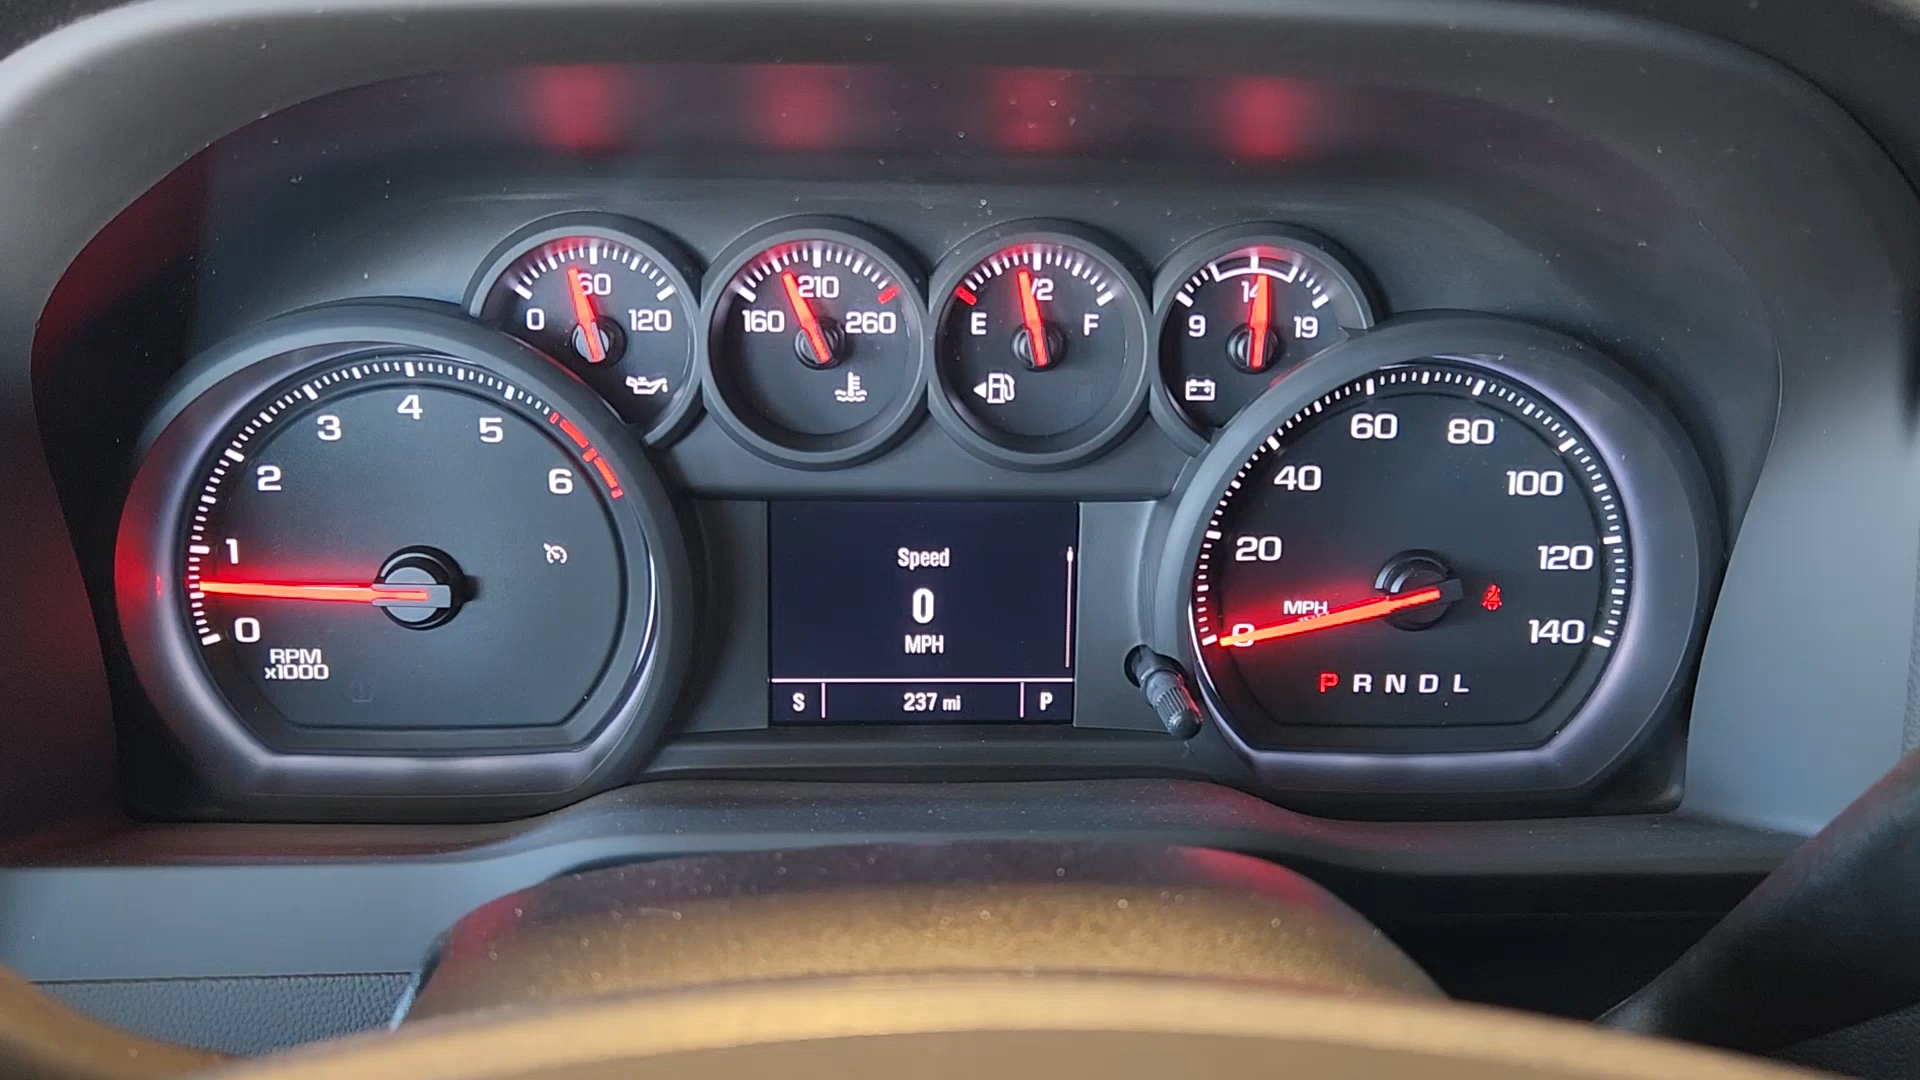 0 60 120
160 210 260
E 1/2 F
9 14 19
0 1 2 3 4 5 6
RPM
x1000
Speed
0
MPH
S 237 mi P
0 20 40 60 80 100 120 140
MPH
P R N D L